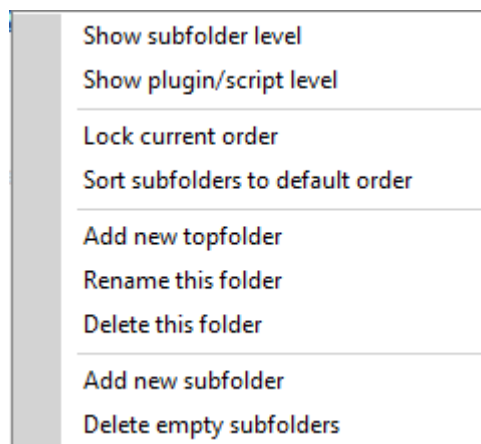 Show subfolder level
Show plugin/script level
Lock current order
Sort subfolders to default order
Add new topfolder
Rename this folder
Delete this folder
Add new subfolder
Delete empty subfolders